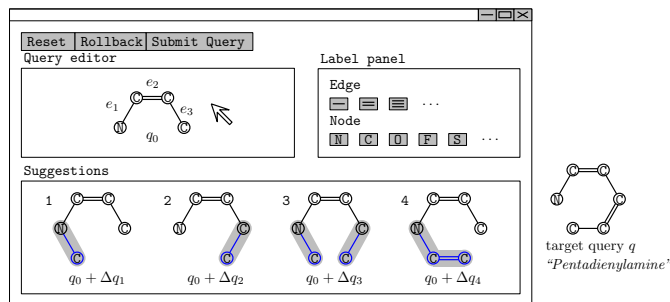 Reset Rollback Submit Query
Query editor
Label panel
e₂
C C
e₁ e₃
N C
q₀
Edge
...
Node
N C O F S ...
Suggestions
1 C C 2 C C 3 C C 4 C C
N C N C N C N C
C C C C C C
q₀ + Δq₁ q₀ + Δq₂ q₀ + Δq₃ q₀ + Δq₄
C C
N C
C C
target query q
"Pentadienylamine"